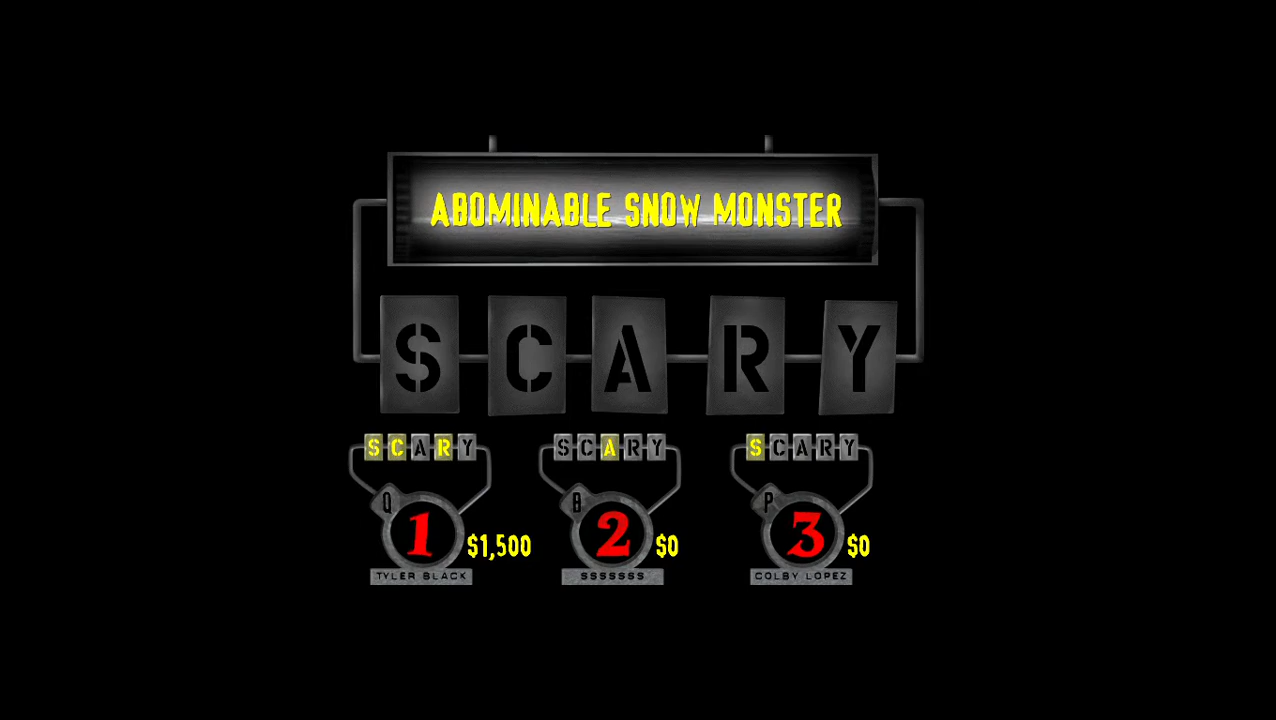 ABOMINABLE SNOW MONSTER
SCARY
SCARY SCARY SCARY
Q B P
1 $1,500 2 $0 3 $0
TYLER BLACK SSSSSSS COLBY LOPEZ